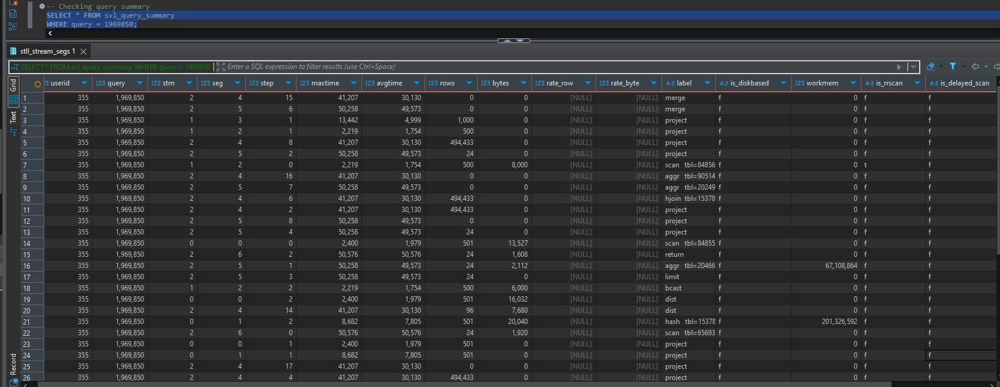 -- Checking query summary
SELECT * FROM svl_query_summary
WHERE query = 1969850;
stll_stream_segs 1
SELECT * FROM svl_query_summary WHERE query = 1969850 Enter a SQL expression to filter results (use Ctrl+Space)
Grid
Text
Record
123 userid 123 query 123 stm 123 seg 123 step 123 maxtime 123 avgtime 123 rows 123 bytes 123 rate_row 123 rate_byte A-Z label A-Z is_diskbased 123 workmem A-Z is_rrscan A-Z is_delayed_scan
1 355 1,969,850 2 4 15 41,207 30,130 0 0 [NULL] [NULL] merge f 0 f f
2 355 1,969,850 2 5 6 50,258 49,573 0 0 [NULL] [NULL] merge f 0 f f
3 355 1,969,850 1 3 1 13,442 4,999 1,000 0 [NULL] [NULL] project f 0 f f
4 355 1,969,850 1 2 1 2,219 1,754 500 0 [NULL] [NULL] project f 0 f f
5 355 1,969,850 2 4 8 41,207 30,130 494,433 0 [NULL] [NULL] project f 0 f f
6 355 1,969,850 2 5 2 50,258 49,573 24 0 [NULL] [NULL] project f 0 f f
7 355 1,969,850 1 2 0 2,219 1,754 500 8,000 [NULL] [NULL] scan tbl=84856 f 0 t f
8 355 1,969,850 2 4 16 41,207 30,130 0 0 [NULL] [NULL] aggr tbl=90514 f 0 f f
9 355 1,969,850 2 5 7 50,258 49,573 0 0 [NULL] [NULL] aggr tbl=20249 f 0 f f
10 355 1,969,850 2 4 6 41,207 30,130 494,433 0 [NULL] [NULL] hjoin tbl=15378 f 0 f f
11 355 1,969,850 2 4 2 41,207 30,130 494,433 0 [NULL] [NULL] project f 0 f f
12 355 1,969,850 2 5 8 50,258 49,573 0 0 [NULL] [NULL] project f 0 f f
13 355 1,969,850 2 5 4 50,258 49,573 24 0 [NULL] [NULL] project f 0 f f
14 355 1,969,850 0 0 0 2,400 1,979 501 13,527 [NULL] [NULL] scan tbl=84855 f 0 f f
15 355 1,969,850 2 6 2 50,576 50,576 24 1,608 [NULL] [NULL] return f 0 f f
16 355 1,969,850 2 5 1 50,258 49,573 24 2,112 [NULL] [NULL] aggr tbl=20466 f 67,108,864 f f
17 355 1,969,850 2 5 3 50,258 49,573 24 0 [NULL] [NULL] limit f 0 f f
18 355 1,969,850 1 2 2 2,219 1,754 500 6,000 [NULL] [NULL] bcast f 0 f f
19 355 1,969,850 0 0 2 2,400 1,979 501 16,032 [NULL] [NULL] dist f 0 f f
20 355 1,969,850 2 4 14 41,207 30,130 96 7,680 [NULL] [NULL] dist f 0 f f
21 355 1,969,850 0 1 2 8,682 7,805 501 20,040 [NULL] [NULL] hash tbl=15378 f 201,326,592 f f
22 355 1,969,850 2 6 0 50,576 50,576 24 1,920 [NULL] [NULL] scan tbl=65693 f 0 f f
23 355 1,969,850 0 0 1 2,400 1,979 501 0 [NULL] [NULL] project f 0 f f
24 355 1,969,850 0 1 1 8,682 7,805 501 0 [NULL] [NULL] project f 0 f f
25 355 1,969,850 2 4 17 41,207 30,130 0 0 [NULL] [NULL] project f 0 f f
26 355 1,969,850 2 4 4 41,207 30,130 494,433 0 [NULL] [NULL] project f 0 f f